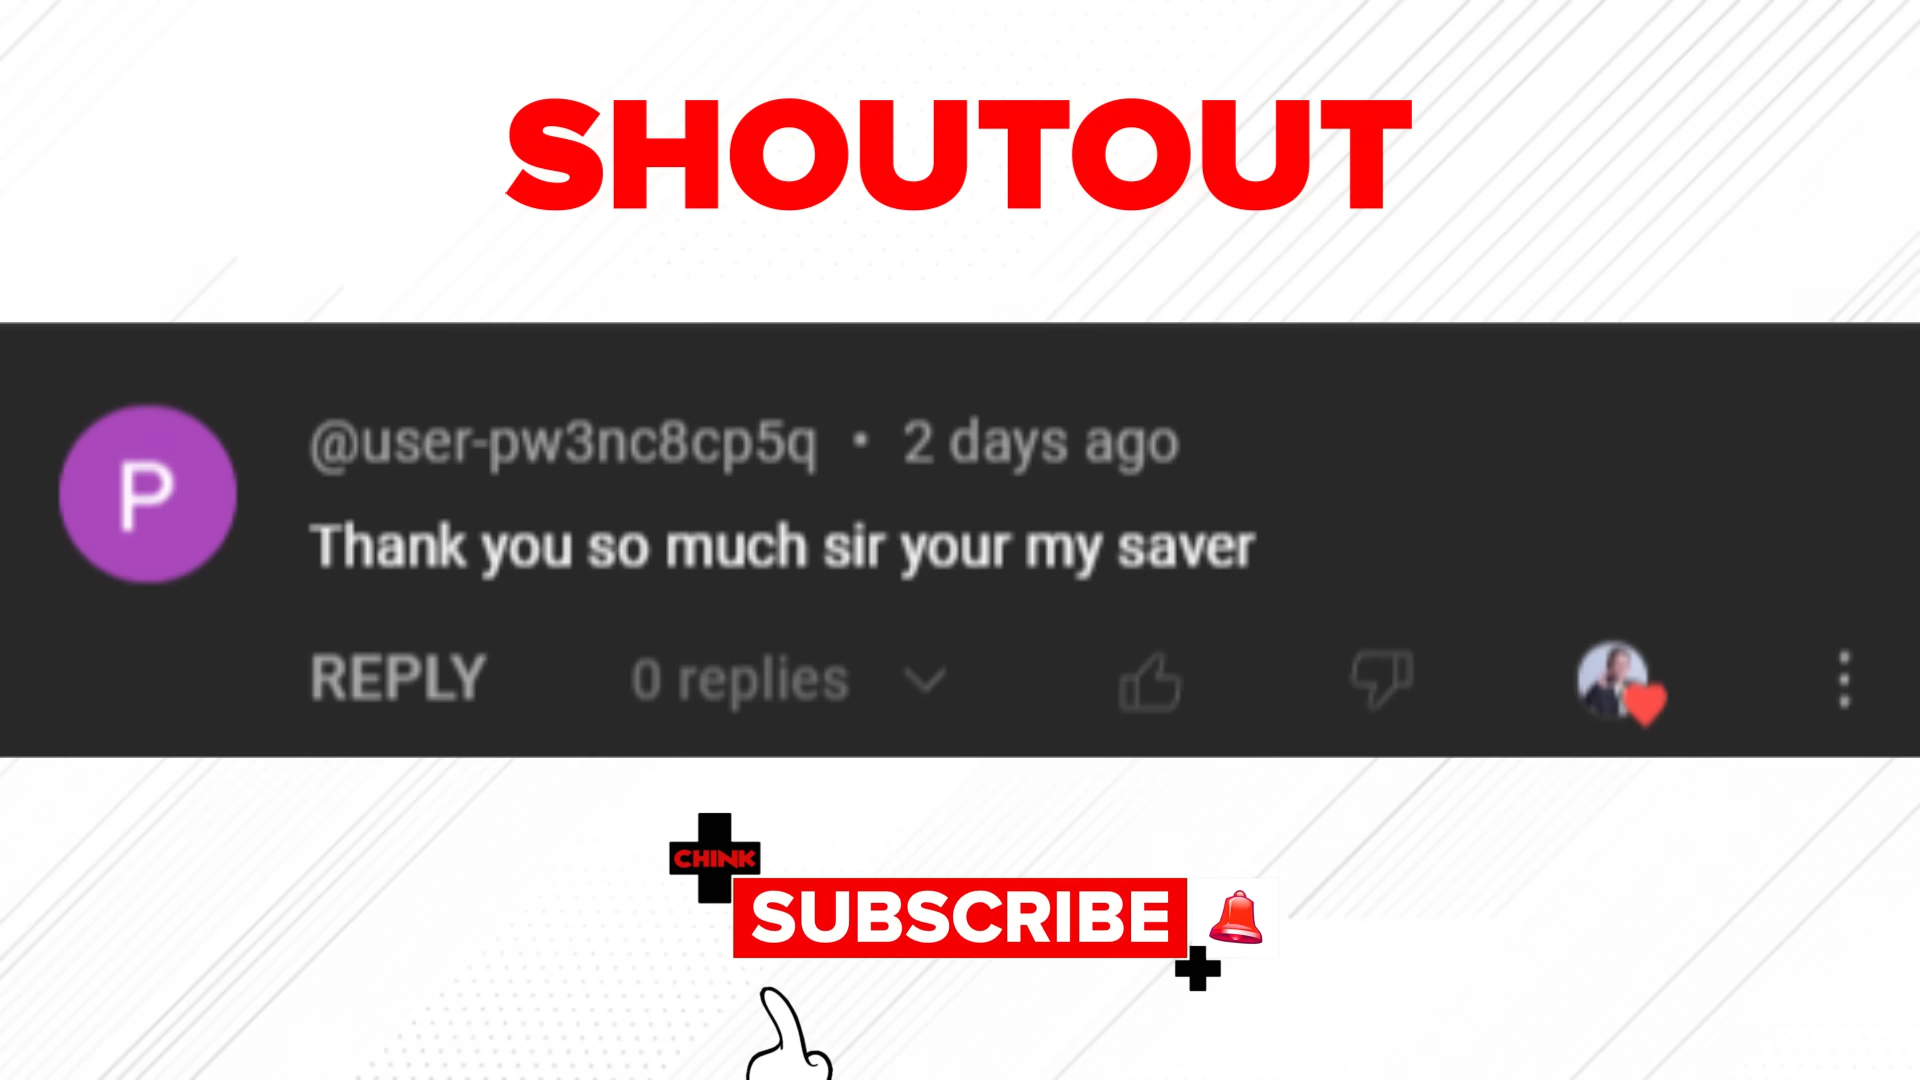 SHOUTOUT
P
@user-pw3nc8cp5q • 2 days ago
Thank you so much sir your my saver
REPLY 0 replies
CHINK
SUBSCRIBE